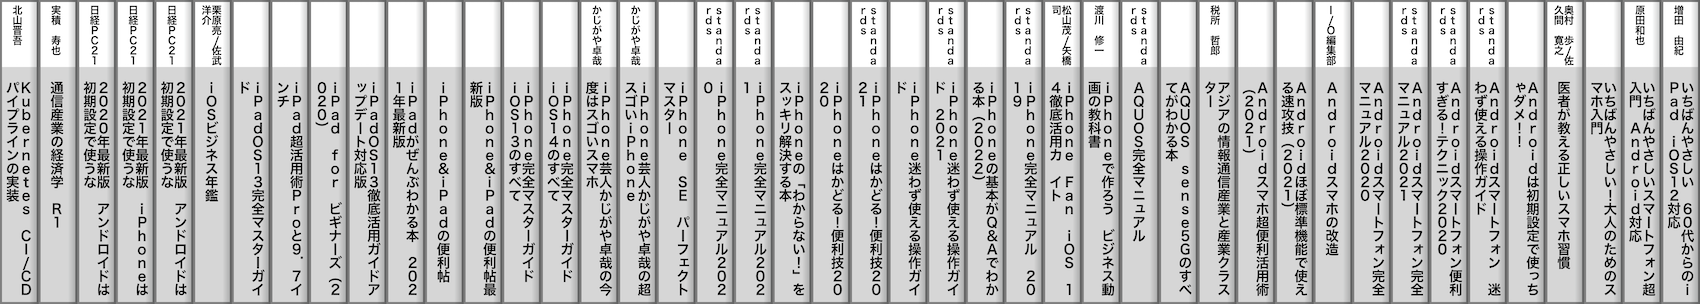 増田　由紀
いちばんやさしい　60代からのi
Pad　iOS12対応
原田和也
いちばんやさしいスマートフォン超
入門　Android対応
いちばんやさしい!大人のためのス
マホ入門
奥村　歩/佐
久間　寛之
医者が教える正しいスマホ習慣
Androidは初期設定で使っち
ゃダメ!!
standa
rds
Androidスマートフォン　迷
わず使える操作ガイド
standa
rds
Androidスマートフォン便利
すぎる!テクニック2020
standa
rds
Androidスマートフォン完全
マニュアル2021
Androidスマートフォン完全
マニュアル2020
I/O編集部
Androidスマホの改造
Androidほぼ標準機能で使え
る速攻技(2021)
Androidスマホ超便利活用術
(2021)
税所　哲郎
アジアの情報通信産業と産業クラス
ター
AQUOS　sense5Gのすべ
てがわかる本
standa
rds
AQUOS完全マニュアル
渡川　修一
iPhoneで作ろう　ビジネス動
画の教科書
松山茂/矢橋
司
iPhone　Fan　iOS　1
4徹底活用カ　イト
standa
rds
iPhone完全マニュアル　20
19
iPhoneの基本がQ&Aでわか
る本(2022)
standa
rds
iPhone迷わず使える操作ガイ
ド　2021
iPhone迷わず使える操作ガイ
ド
standa
rds
iPhoneはかどる!便利技20
21
iPhoneはかどる!便利技20
20
iPhoneの「わからない!」を
スッキリ解決する本
standa
rds
iPhone完全マニュアル202
1
standa
rds
iPhone完全マニュアル202
0
iPhone　SE　パーフェクト
マスター
かじがや卓哉
iPhone芸人かじがや卓哉の超
スゴいiPhone
かじがや卓哉
iPhone芸人かじがや卓哉の今
度はスゴいスマホ
iPhone完全マスターガイド
iOS14のすべて
iPhone完全マスターガイド
iOS13のすべて
iPhone&iPadの便利帖最
新版
iPhone&iPadの便利帖
iPadがぜんぶわかる本　202
1年最新版
iPadOS13徹底活用ガイドア
ップデート対応版
iPad　for　ビギナーズ(2
020)
iPad超活用術Proと9.7イ
ンチ
iPadOS13完全マスターガイ
ド
栗原亮/佐武
洋介
iOSビジネス年鑑
日経PC21
2021年最新版　アンドロイドは
初期設定で使うな
日経PC21
2021年最新版　iPhoneは
初期設定で使うな
日経PC21
2020年最新版　アンドロイドは
初期設定で使うな
実積　寿也
通信産業の経済学　R1
北山晋吾
Kubernetes　CI/CD
パイプラインの実装